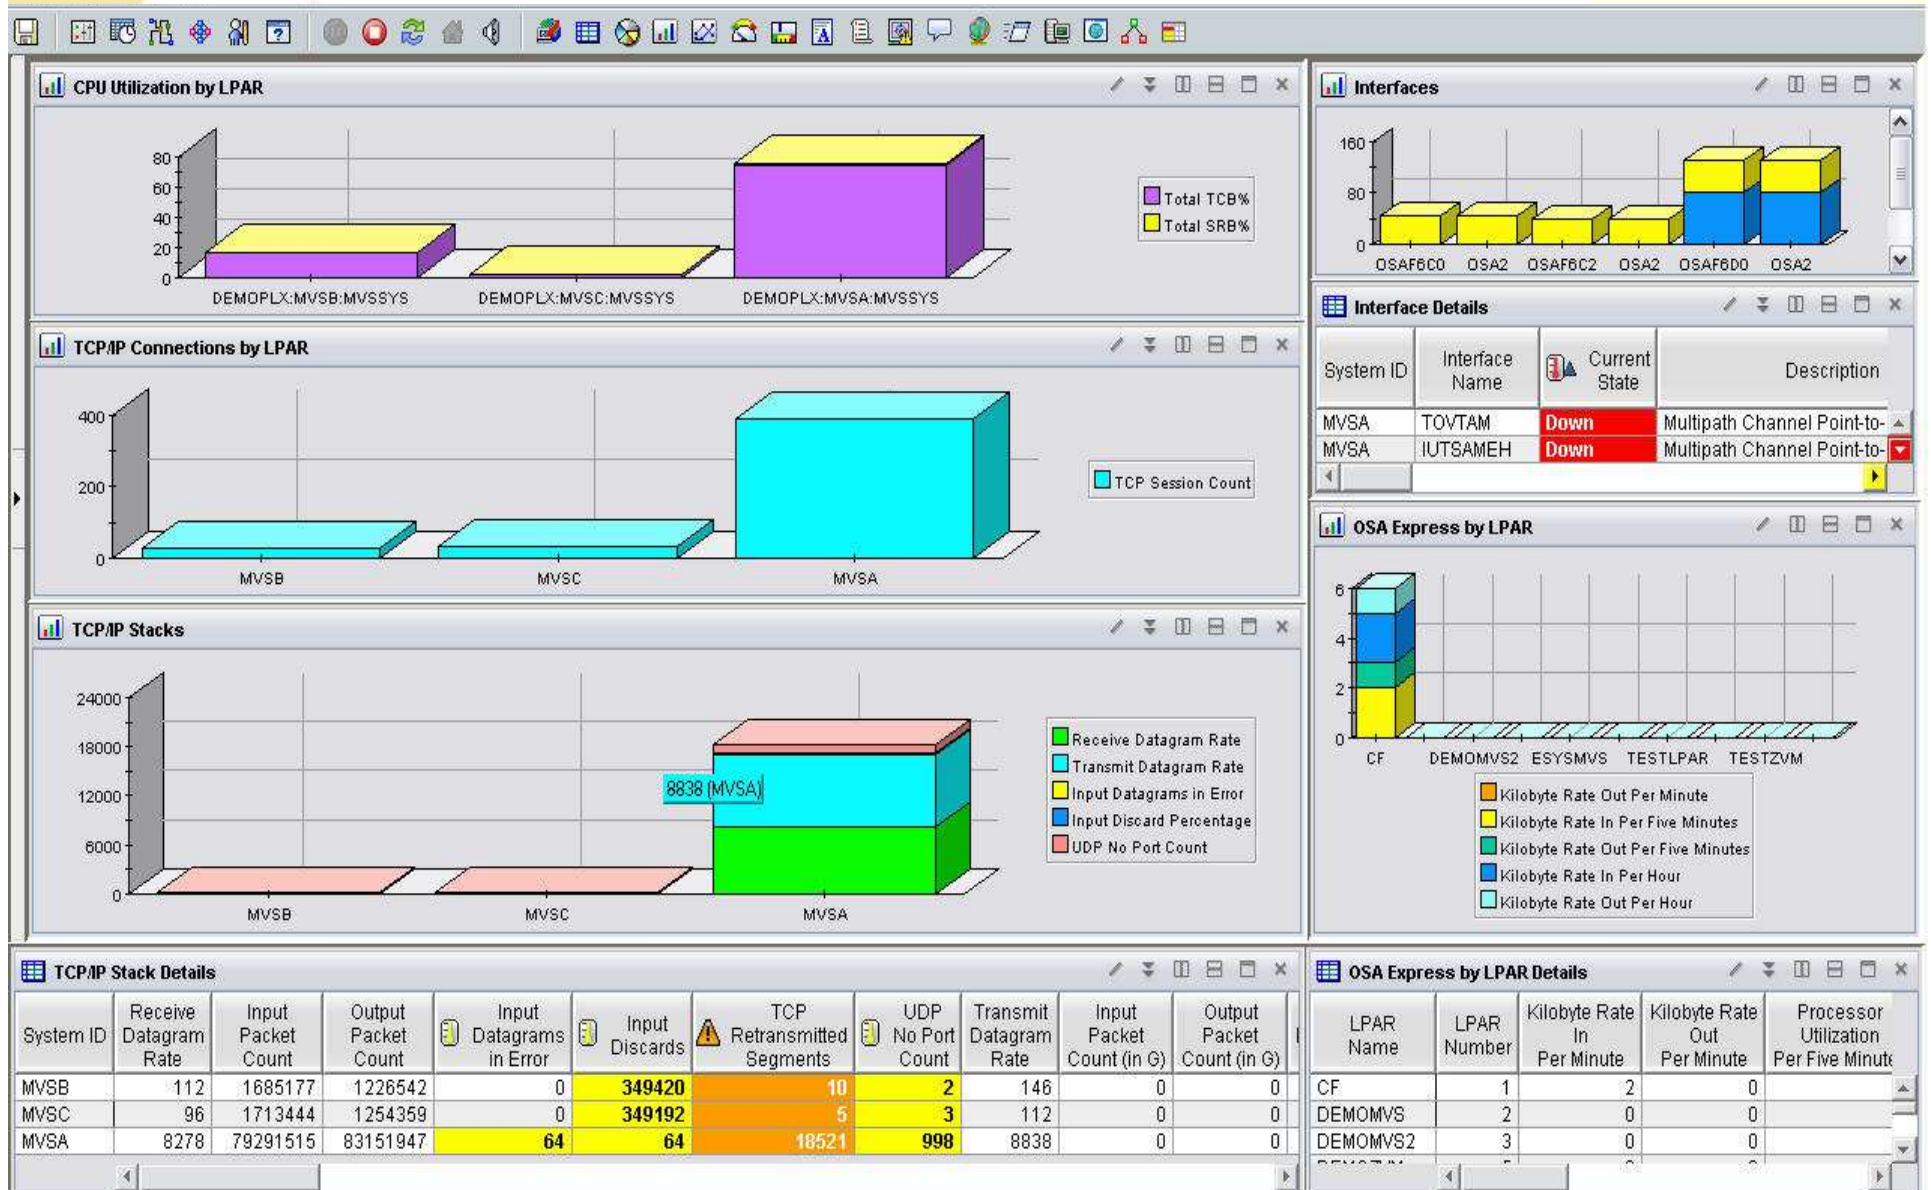 CPU Utilization by LPAR
80
60
40
20
0
DEMOPLX:MVSB:MVSSYS
DEMOPLX:MVSC:MVSSYS
DEMOPLX:MVSA:MVSSYS
Total TCB%
Total SRB%
TCP/IP Connections by LPAR
400
200
0
MVSB
MVSC
MVSA
TCP Session Count
TCP/IP Stacks
24000
18000
12000
6000
0
8838 (MVSA)
MVSB
MVSC
MVSA
Receive Datagram Rate
Transmit Datagram Rate
Input Datagrams in Error
Input Discard Percentage
UDP No Port Count
Interfaces
160
80
0
OSAF6C0 OSA2 OSAF6C2 OSA2 OSAF6D0 OSA2
Interface Details
System ID Interface Name Current State Description
MVSA TOVTAM Down Multipath Channel Point-to-
MVSA IUTSAMEH Down Multipath Channel Point-to-
OSA Express by LPAR
6
4
2
0
CF DEMOMVS2 ESYSMVS TESTLPAR TESTZVM
Kilobyte Rate Out Per Minute
Kilobyte Rate In Per Five Minutes
Kilobyte Rate Out Per Five Minutes
Kilobyte Rate In Per Hour
Kilobyte Rate Out Per Hour
TCP/IP Stack Details
System ID Receive Datagram Rate Input Packet Count Output Packet Count Input Datagrams in Error Input Discards TCP Retransmitted Segments UDP No Port Count Transmit Datagram Rate Input Packet Count (in G) Output Packet Count (in G)
MVSB 112 1685177 1226542 0 349420 10 2 146 0 0
MVSC 96 1713444 1254359 0 349192 5 3 112 0 0
MVSA 8278 79291515 83151947 64 64 18521 998 8838 0 0
OSA Express by LPAR Details
LPAR Name LPAR Number Kilobyte Rate In Per Minute Kilobyte Rate Out Per Minute Processor Utilization Per Five Minute
CF 1 2 0
DEMOMVS 2 0 0
DEMOMVS2 3 0 0